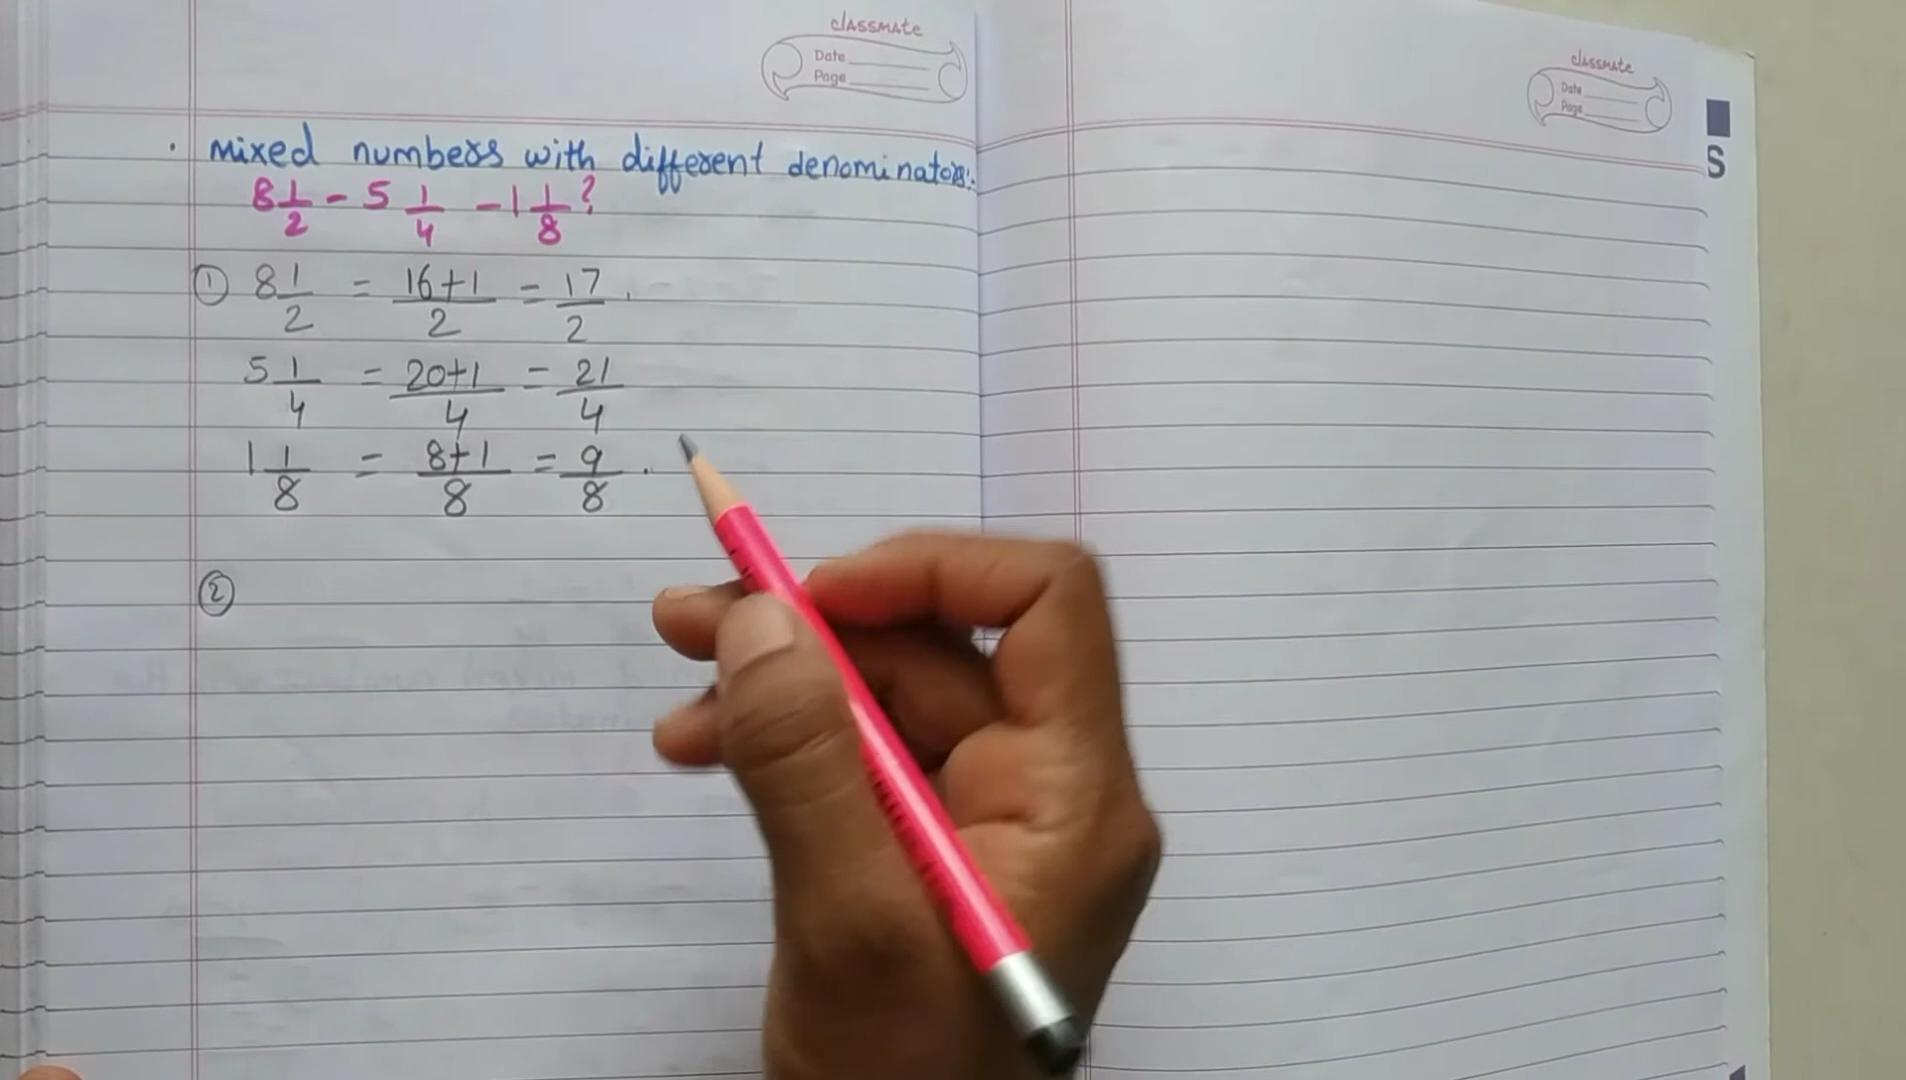 classmate
Date
Page
classmate
Date
Page
S
. Mixed numbers with different denominators:.
8 1/2 - 5 1/4 - 1 1/8 ?
① 8 1/2 = 16+1/2 = 17/2 .
5 1/4 = 20+1/4 = 21/4
1 1/8 = 8+1/8 = 9/8 .
②